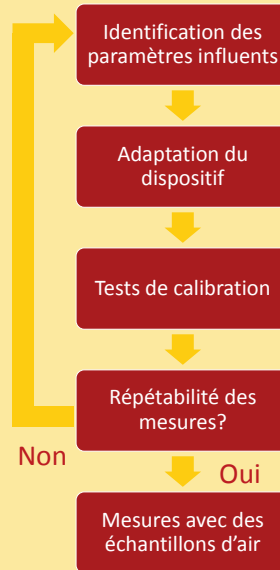 Identification des
paramètres influents
Adaptation du
dispositif
Tests de calibration
Répétabilité des
mesures?
Non
Oui
Mesures avec des
échantillons d'air